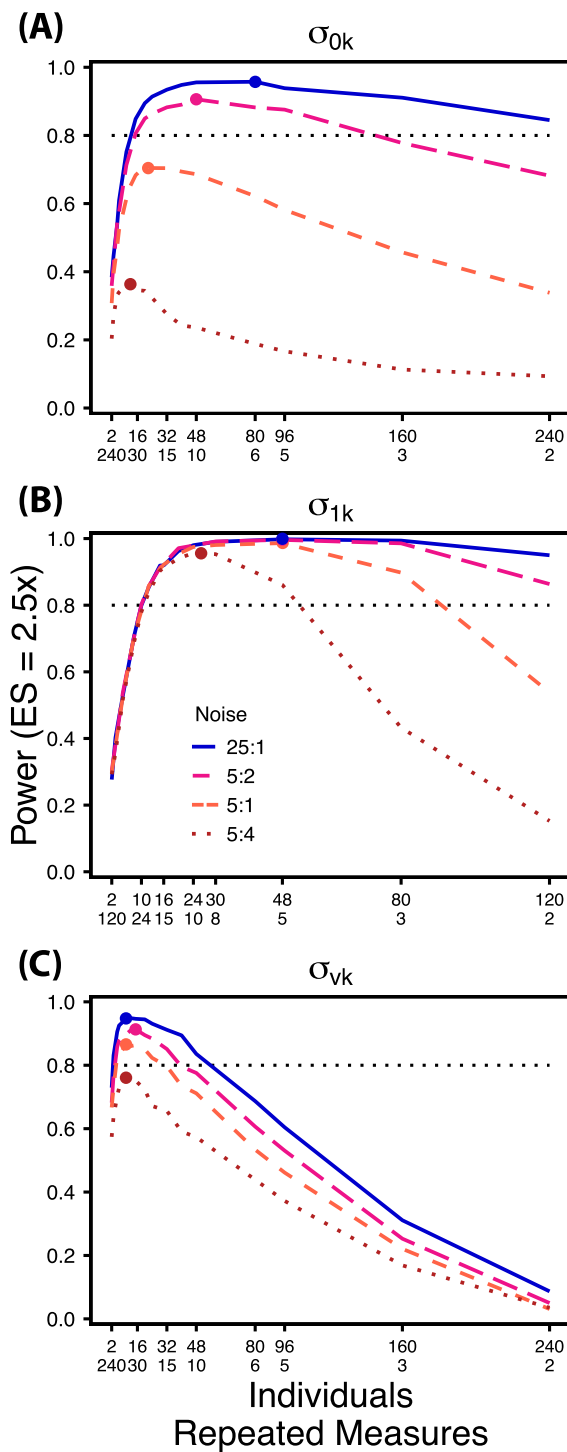 (A)
σ0k
1.0
0.8
0.6
0.4
0.2
0.0
2 16 32 48 80 96 160 240
240 30 15 10 6 5 3 2
(B)
σ1k
1.0
0.8
0.6
0.4
0.2
0.0
Power (ES = 2.5x)
Noise
25:1
5:2
5:1
5:4
2 10 16 24 30 48 80 120
120 24 15 10 8 5 3 2
(C)
σvk
1.0
0.8
0.6
0.4
0.2
0.0
2 16 32 48 80 96 160 240
240 30 15 10 6 5 3 2
Individuals
Repeated Measures